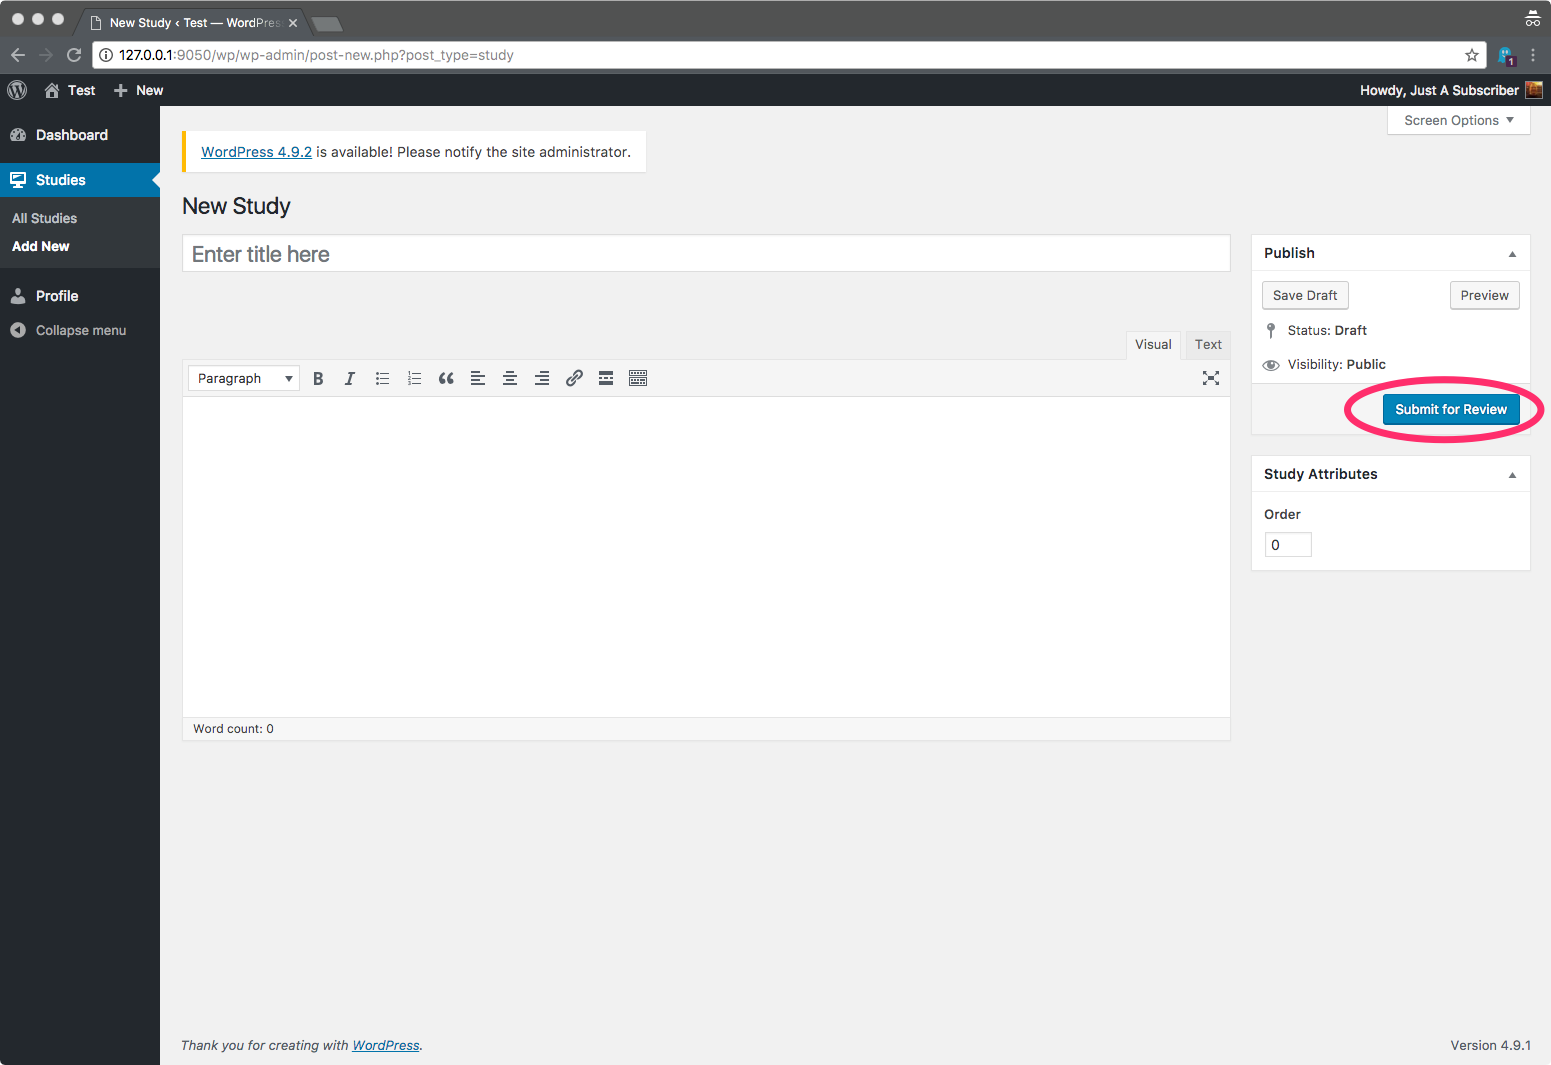 New Study ‹ Test — WordPres
127.0.0.1:9050/wp/wp-admin/post-new.php?post_type=study
1
Test
New
Howdy, Just A Subscriber
Screen Options
Dashboard
Studies
All Studies
Add New
Profile
Collapse menu
WordPress 4.9.2 is available! Please notify the site administrator.
New Study
Enter title here
Visual
Text
Paragraph
B
I
Word count: 0
Publish
Save Draft
Preview
Status: Draft
Visibility: Public
Submit for Review
Study Attributes
Order
0
Thank you for creating with WordPress.
Version 4.9.1